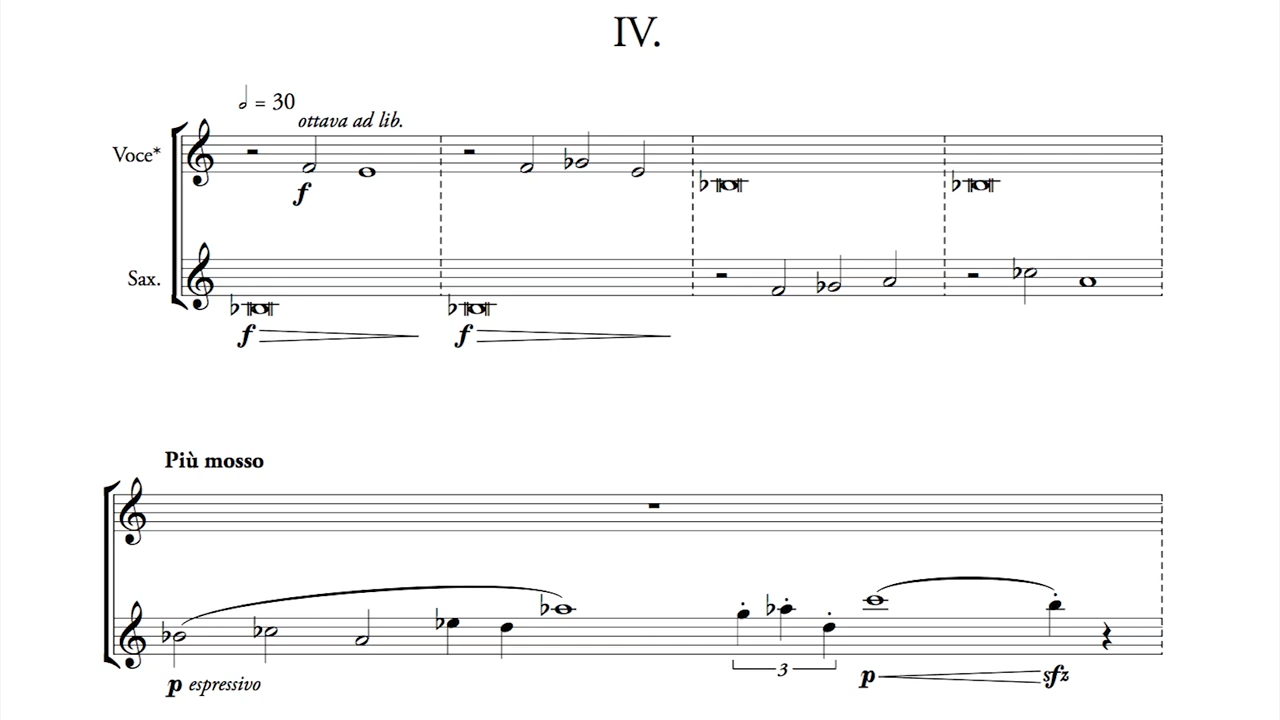 IV.
= 30
ottava ad lib.
Voce*
f
Sax.
f
f
Più mosso
3
p espressivo
p
sfz